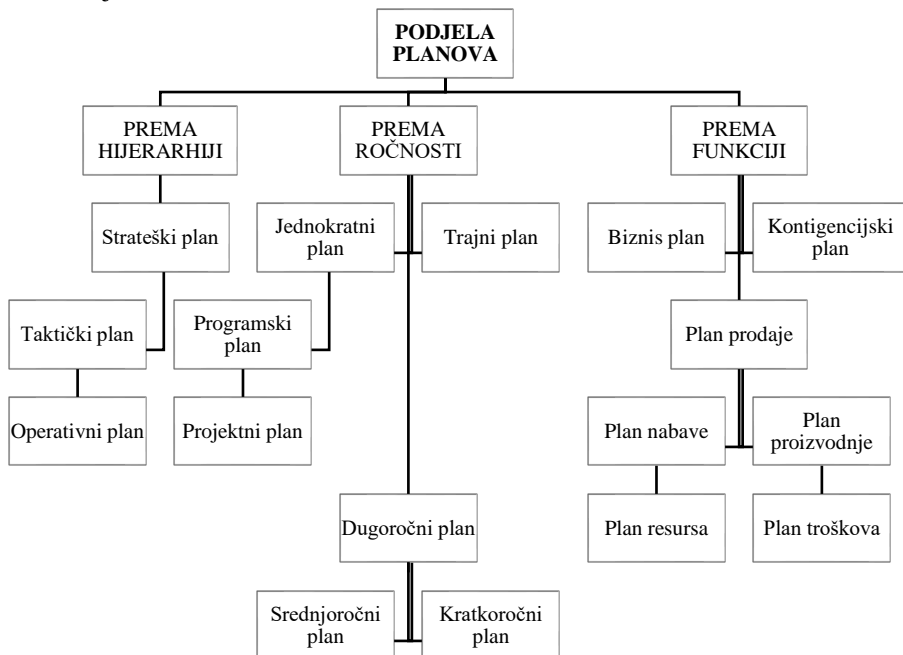 PODJELA
PLANOVA
PREMA
HIJERARHIJI
PREMA
ROČNOSTI
PREMA
FUNKCIJI
Strateški plan
Jednokratni
plan
Trajni plan
Biznis plan
Kontigencijski
plan
Taktički plan
Programski
plan
Plan prodaje
Operativni plan
Projektni plan
Plan nabave
Plan
proizvodnje
Dugoročni plan
Plan resursa
Plan troškova
Srednjoročni
plan
Kratkoročni
plan